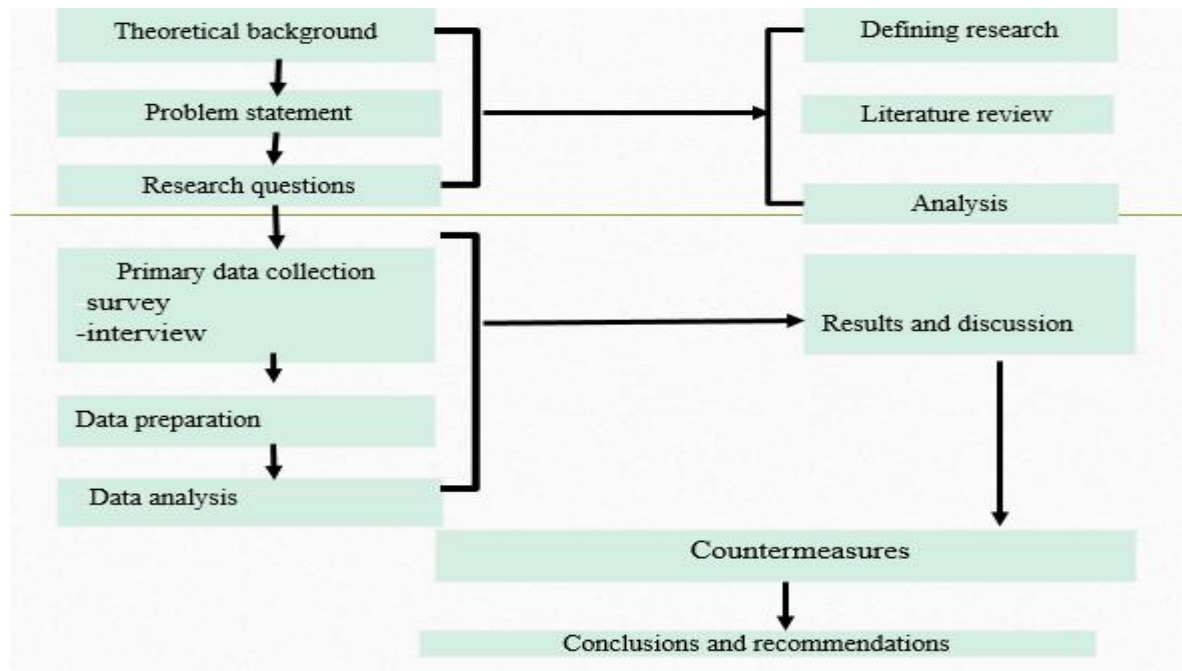 Theoretical background
Problem statement
Research questions
Primary data collection
-survey
-interview
Data preparation
Data analysis
Defining research
Literature review
Analysis
Results and discussion
Countermeasures
Conclusions and recommendations